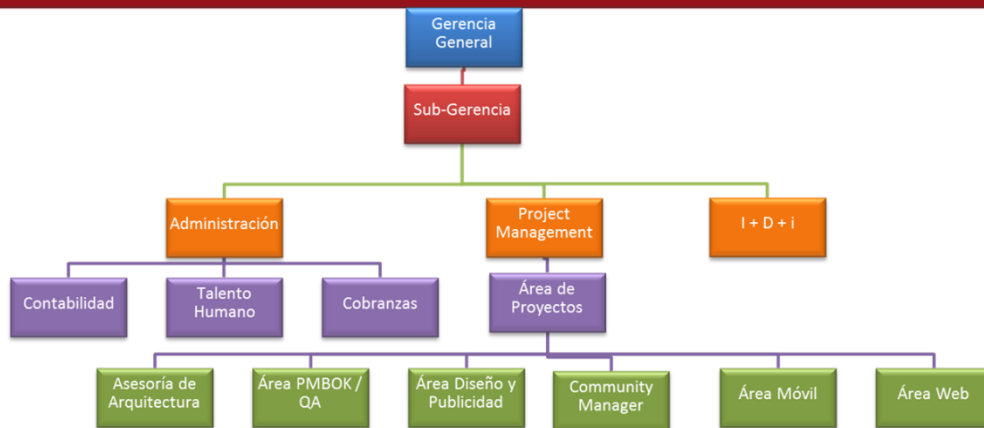 Gerencia
General
Sub-Gerencia
Administración
Project
Management
I + D + i
Contabilidad
Talento
Humano
Cobranzas
Área de
Proyectos
Asesoría de
Arquitectura
Área PMBOK /
QA
Área Diseño y
Publicidad
Community
Manager
Área Móvil
Área Web